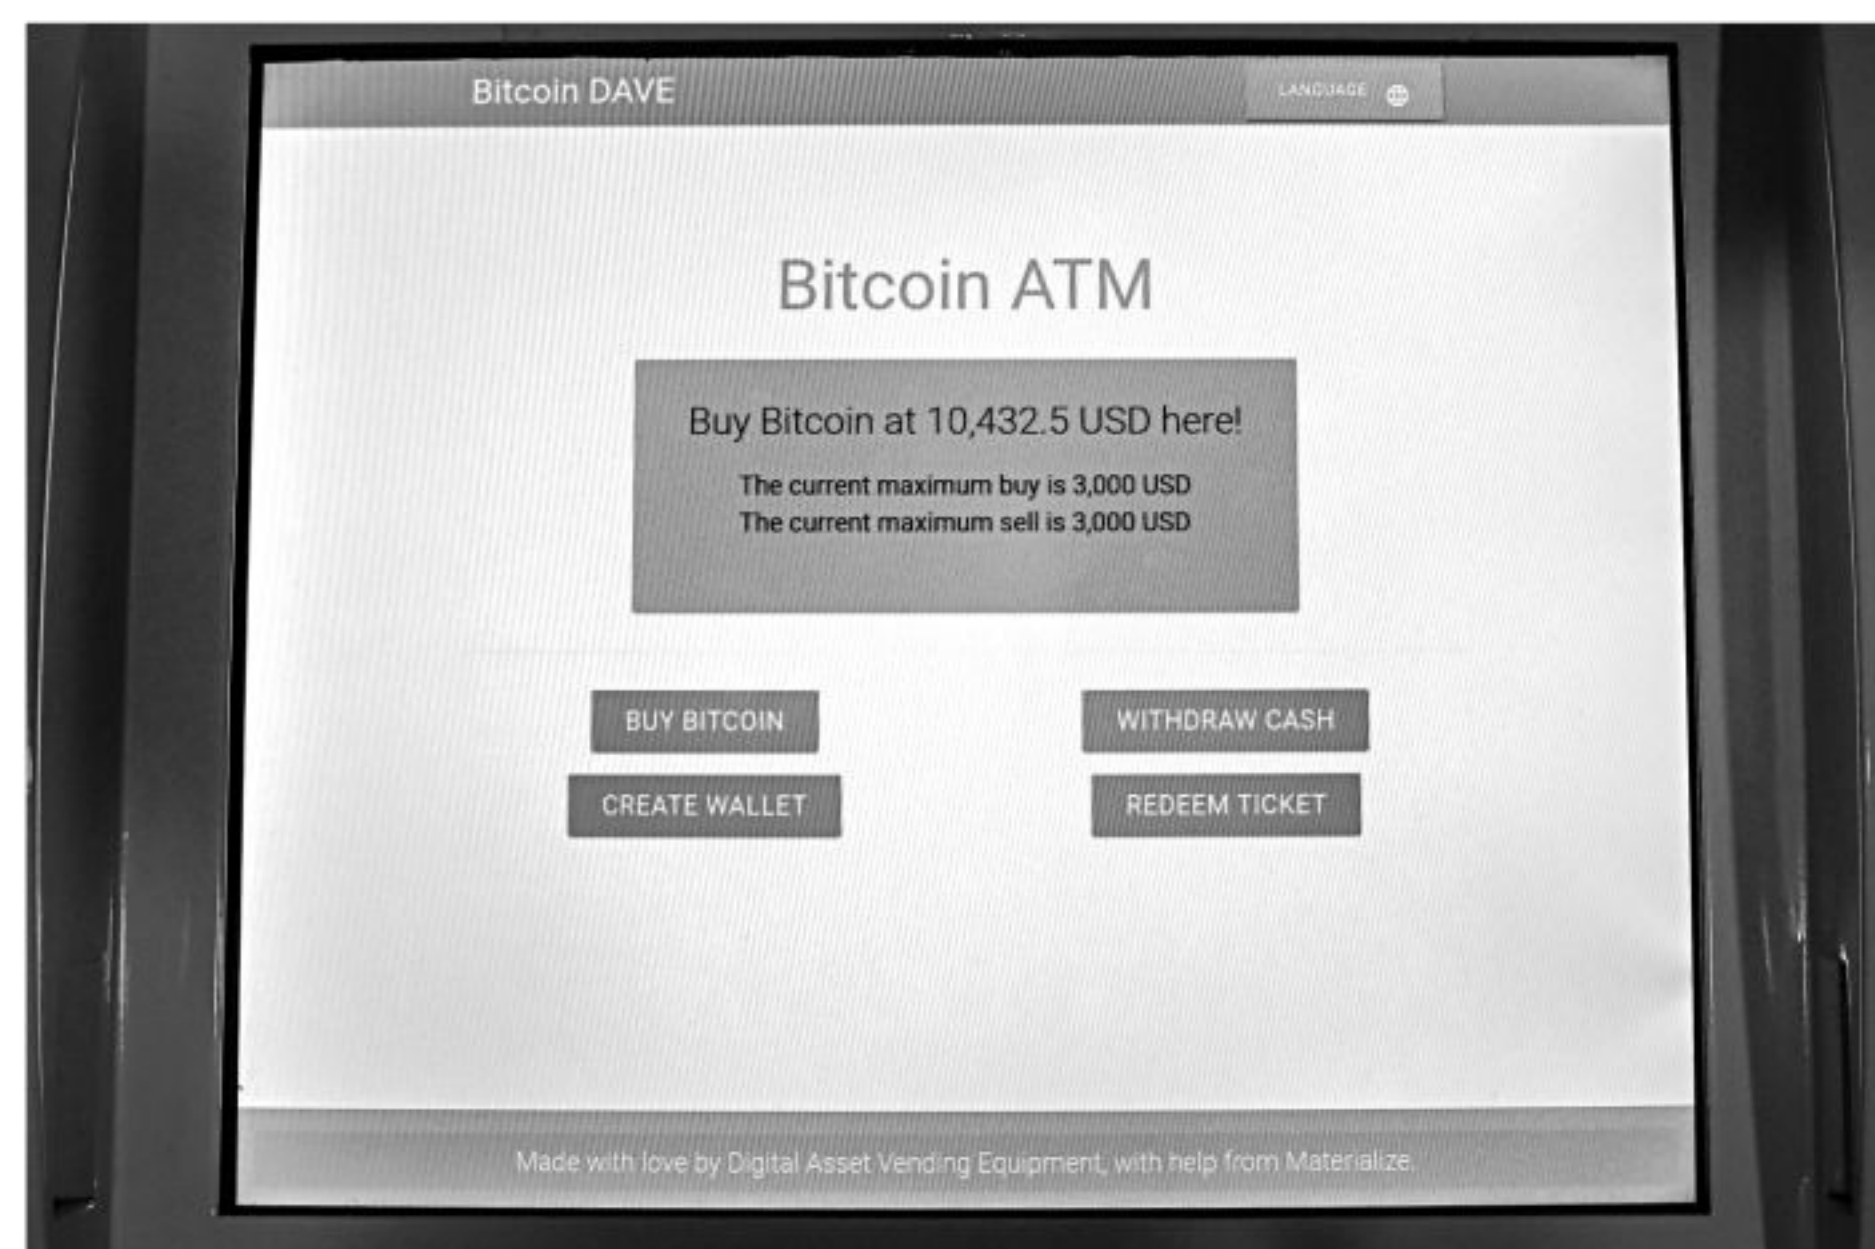 Bitcoin DAVE
LANGUAGE
Bitcoin ATM
Buy Bitcoin at 10,432.5 USD here!
The current maximum buy is 3,000 USD
The current maximum sell is 3,000 USD
BUY BITCOIN
WITHDRAW CASH
CREATE WALLET
REDEEM TICKET
Made with love by Digital Asset Vending Equipment, with help from Materialize.